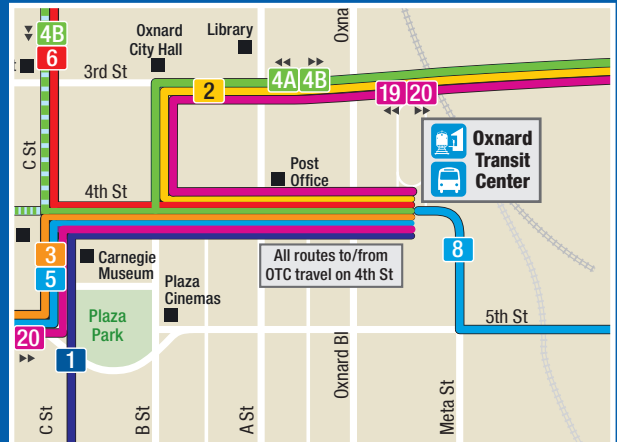 4B
6
Oxnard
City Hall
Library
Oxna
3rd St
2
4A
4B
19
20
Oxnard
Transit
Center
C St
4th St
Post
Office
3
5
Carnegie
Museum
All routes to/from
OTC travel on 4th St
8
Plaza
Cinemas
Plaza
Park
5th St
20
1
C St
B St
A St
Oxnard Bl
Meta St